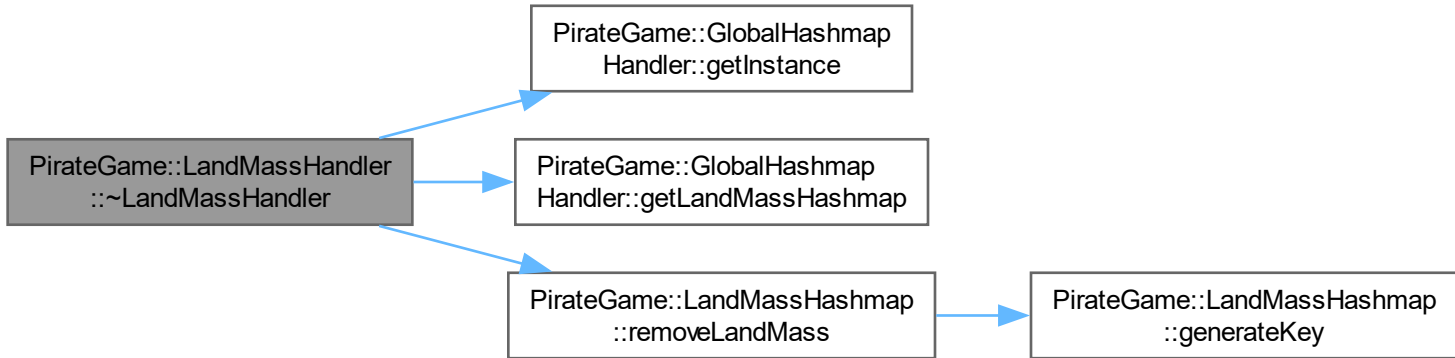 PirateGame::GlobalHashmap
Handler::getInstance
PirateGame::LandMassHandler
::~LandMassHandler
PirateGame::GlobalHashmap
Handler::getLandMassHashmap
PirateGame::LandMassHashmap
::removeLandMass
PirateGame::LandMassHashmap
::generateKey